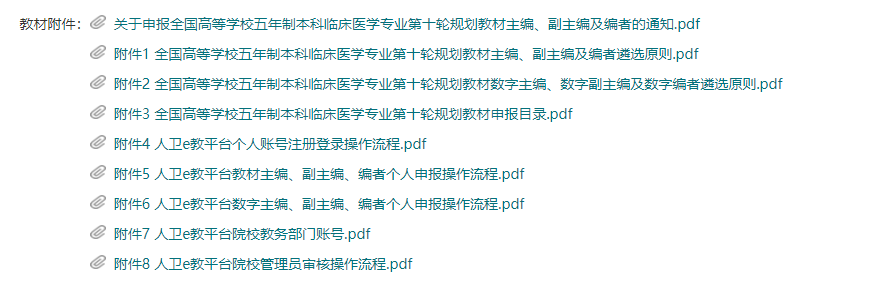 教材附件：关于申报全国高等学校五年制本科临床医学专业第十轮规划教材主编、副主编及编者的通知.pdf
附件1 全国高等学校五年制本科临床医学专业第十轮规划教材主编、副主编及编者遴选原则.pdf
附件2 全国高等学校五年制本科临床医学专业第十轮规划教材数字主编、数字副主编及数字编者遴选原则.pdf
附件3 全国高等学校五年制本科临床医学专业第十轮规划教材申报目录.pdf
附件4 人卫e教平台个人账号注册登录操作流程.pdf
附件5 人卫e教平台教材主编、副主编、编者个人申报操作流程.pdf
附件6 人卫e教平台数字主编、副主编、编者个人申报操作流程.pdf
附件7 人卫e教平台院校教务部门账号.pdf
附件8 人卫e教平台院校管理员审核操作流程.pdf